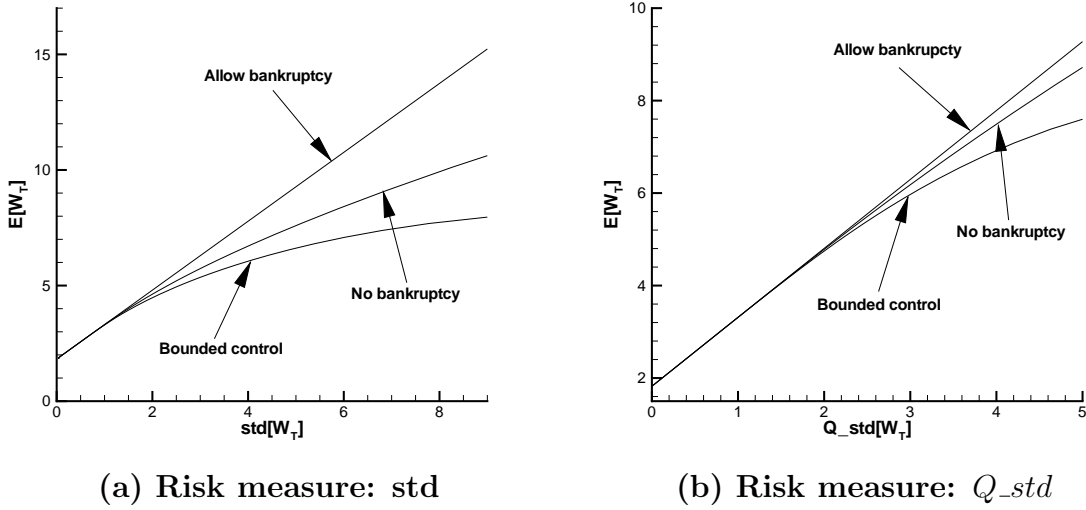 15
10
5
0
0
2
4
6
8
E[W_T]
std[W_T]
Allow bankruptcy
No bankruptcy
Bounded control
(a) Risk measure: std
10
8
6
4
2
0
1
2
3
4
5
E[W_T]
Q_std[W_T]
Allow bankrupcty
No bankruptcy
Bounded control
(b) Risk measure: Q_std